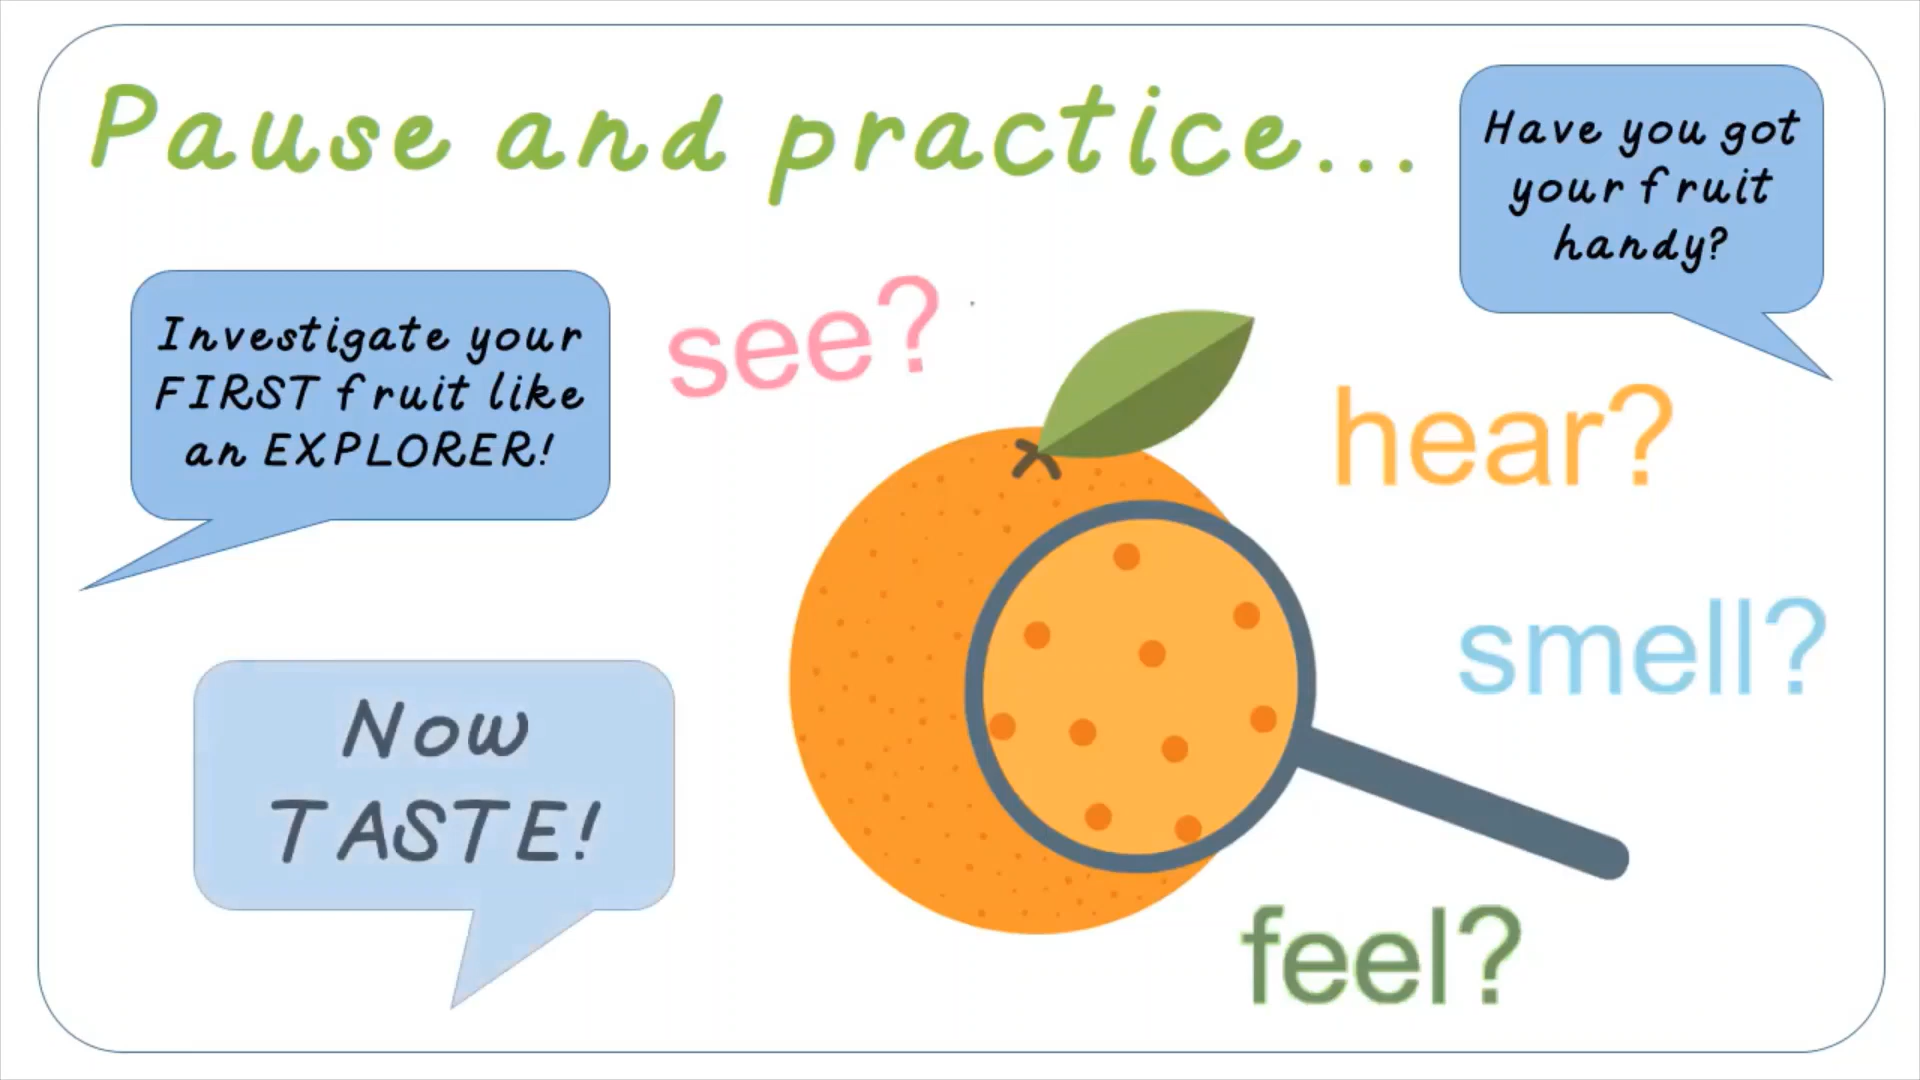 Pause and practice...
Have you got
your fruit
handy?
Investigate your
FIRST fruit like
an EXPLORER!
see?
hear?
smell?
Now
TASTE!
feel?